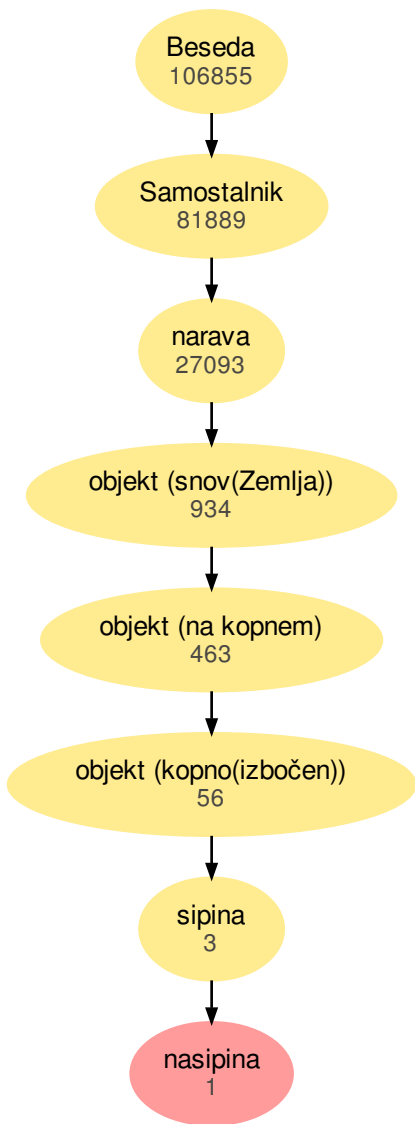 Beseda
106855
Samostalnik
81889
narava
27093
objekt (snov(Zemlja))
934
objekt (na kopnem)
463
objekt (kopno(izbočen))
56
sipina
3
nasipina
1